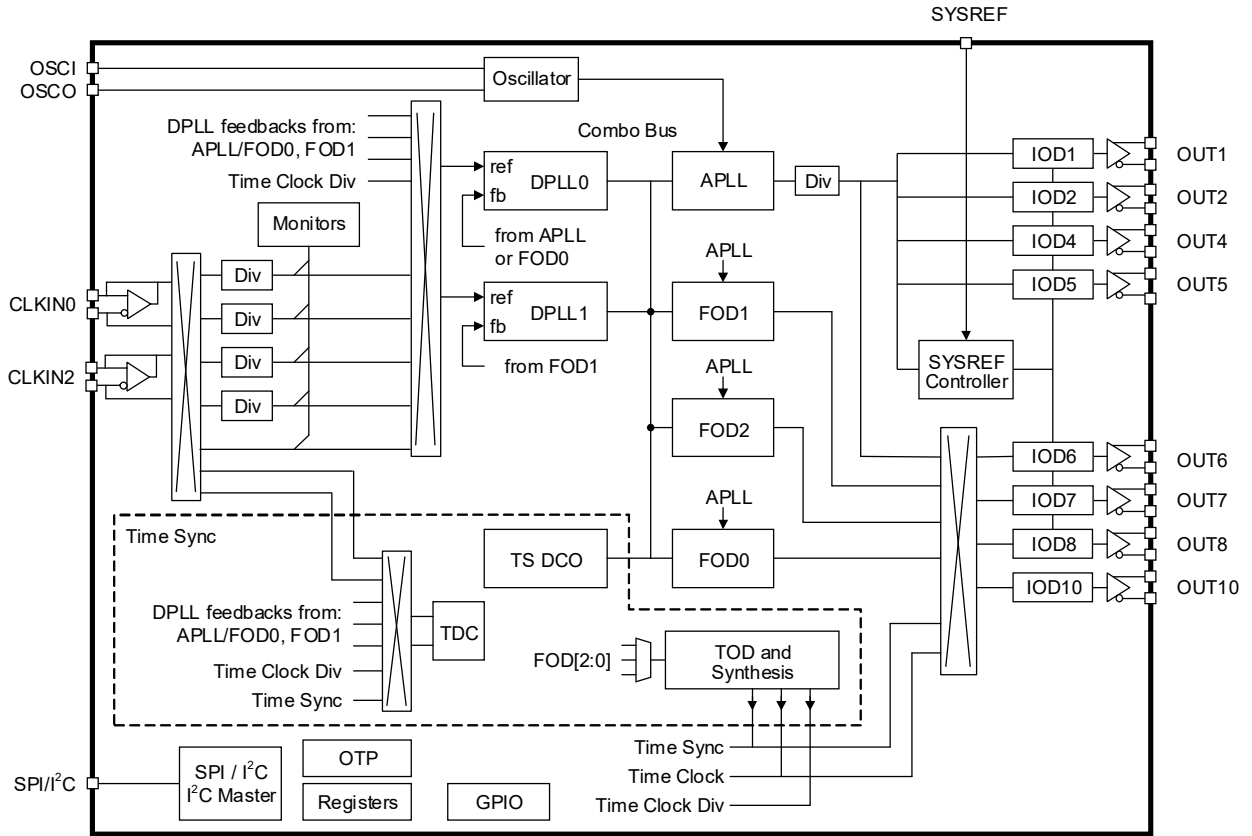 SYSREF
OSCI
OSCO
Oscillator
DPLL feedbacks from:
APLL/FOD0, FOD1
Time Clock Div
Combo Bus
ref
fb
DPLL0
from APLL
or FOD0
APLL
Div
IOD1
OUT1
IOD2
OUT2
IOD4
OUT4
IOD5
OUT5
Monitors
CLKIN0
CLKIN2
Div
Div
Div
Div
ref
fb
DPLL1
from FOD1
APLL
FOD1
APLL
FOD2
SYSREF
Controller
IOD6
OUT6
IOD7
OUT7
IOD8
OUT8
IOD10
OUT10
Time Sync
TS DCO
APLL
FOD0
DPLL feedbacks from:
APLL/FOD0, FOD1
Time Clock Div
Time Sync
TDC
FOD[2:0]
TOD and
Synthesis
Time Sync
Time Clock
Time Clock Div
SPI/I²C
SPI / I²C
I²C Master
OTP
Registers
GPIO